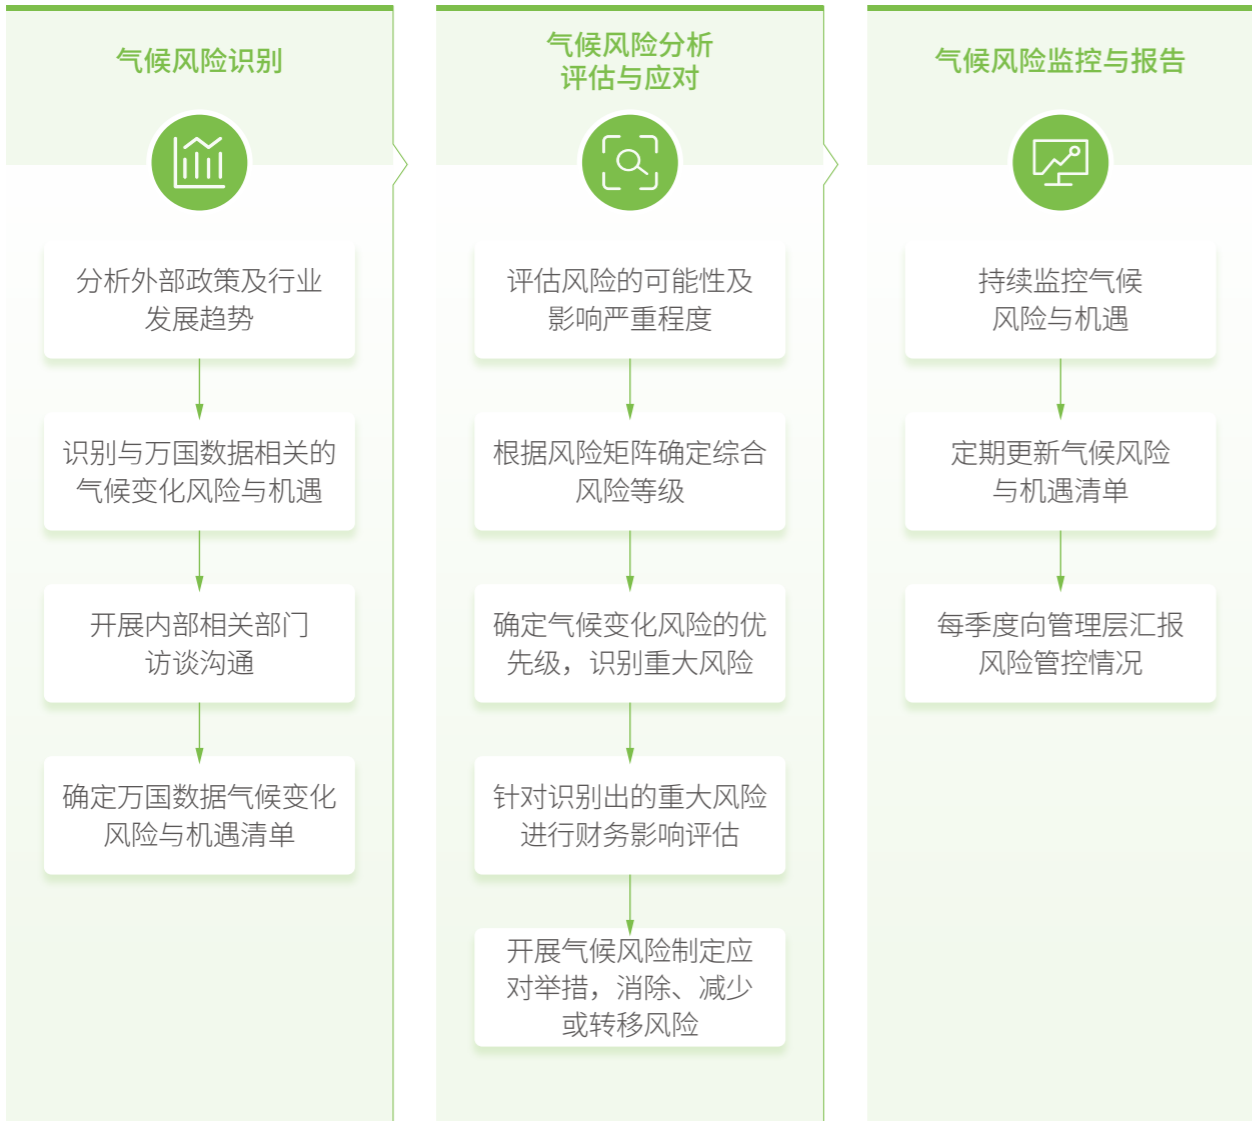 气候风险识别
分析外部政策及行业
发展趋势
识别与万国数据相关的
气候变化风险与机遇
开展内部相关部门
访谈沟通
确定万国数据气候变化
风险与机遇清单
气候风险分析
评估与应对
评估风险的可能性及
影响严重程度
根据风险矩阵确定综合
风险等级
确定气候变化风险的优
先级，识别重大风险
针对识别出的重大风险
进行财务影响评估
开展气候风险制定应
对举措，消除、减少
或转移风险
气候风险监控与报告
持续监控气候
风险与机遇
定期更新气候风险
与机遇清单
每季度向管理层汇报
风险管控情况